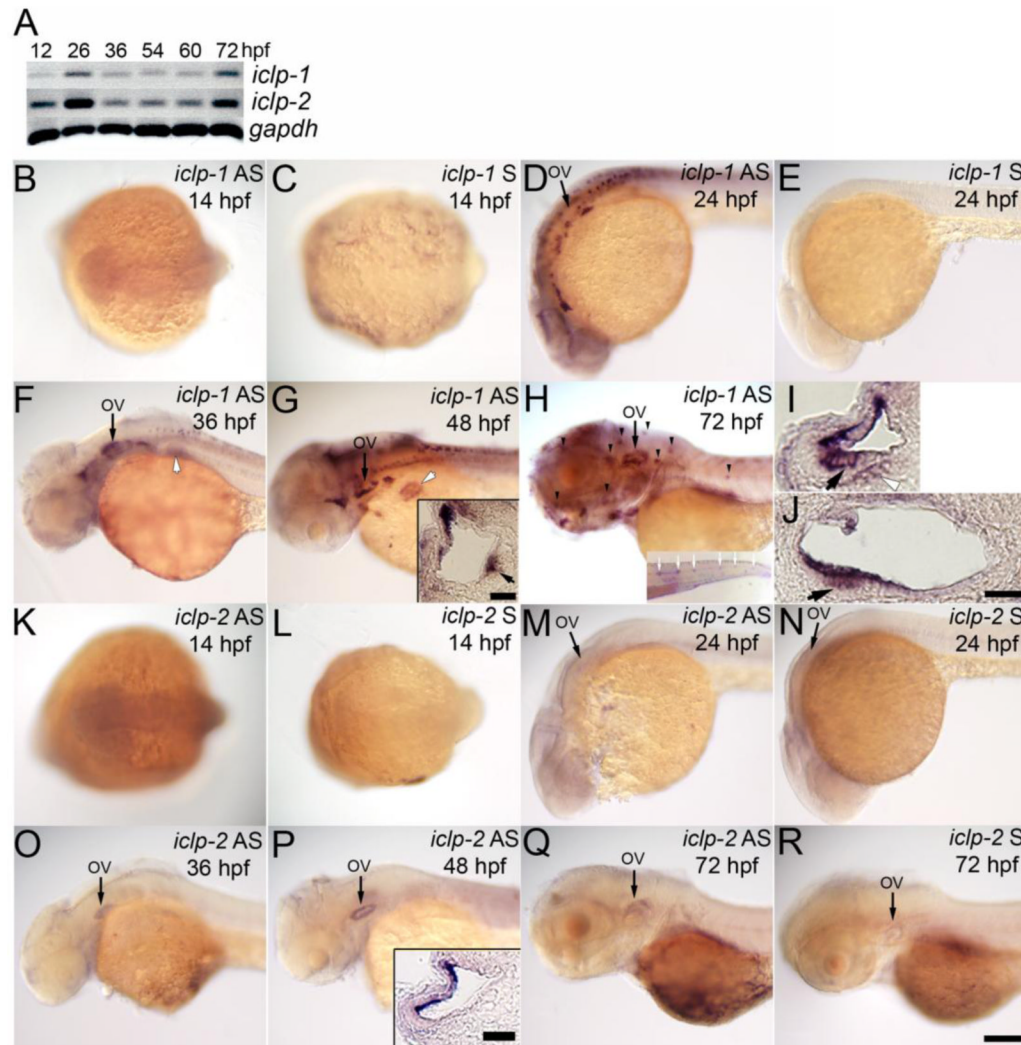 A
12 26 36 54 60 72 hpf
iclp-1
iclp-2
gapdh
B iclp-1 AS
14 hpf
C iclp-1 S
14 hpf
D OV iclp-1 AS
24 hpf
E iclp-1 S
24 hpf
F OV iclp-1 AS
36 hpf
G OV iclp-1 AS
48 hpf
H OV iclp-1 AS
72 hpf
I
J
K iclp-2 AS
14 hpf
L iclp-2 S
14 hpf
M OV iclp-2 AS
24 hpf
N OV iclp-2 S
24 hpf
O OV iclp-2 AS
36 hpf
P OV iclp-2 AS
48 hpf
Q OV iclp-2 AS
72 hpf
R OV iclp-2 S
72 hpf